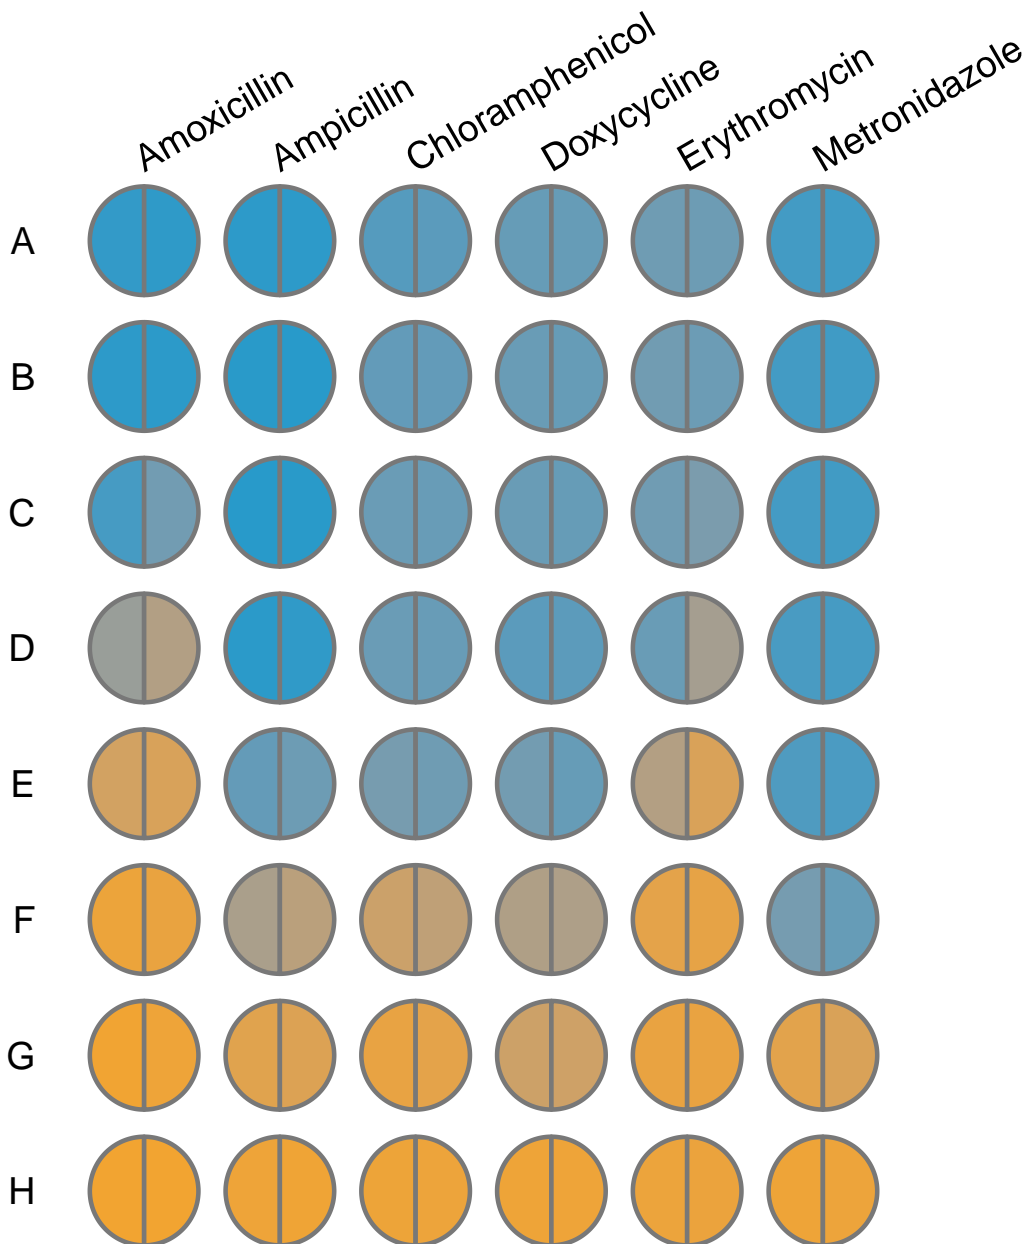 Amoxicillin
Ampicillin
Chloramphenicol
Doxycycline
Erythromycin
Metronidazole
A
B
C
D
E
F
G
H